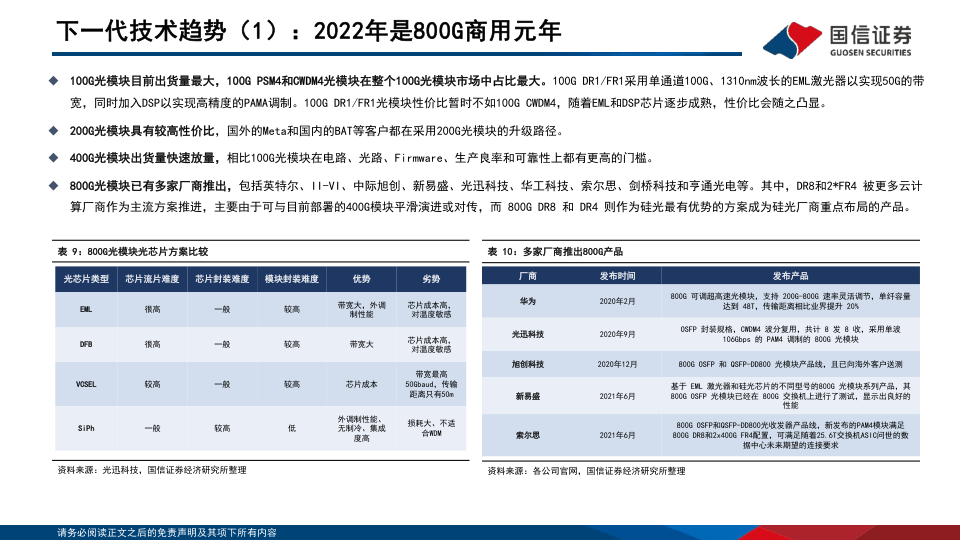 下一代技术趋势（1）：2022年是800G商用元年
国信证券
GUOSEN SECURITIES
◆ 100G光模块目前出货量最大，100G PSM4和CWDM4光模块在整个100G光模块市场中占比最大。100G DR1/FR1采用单通道100G、1310nm波长的EML激光器以实现50G的带
宽，同时加入DSP以实现高精度的PAMA调制。100G DR1/FR1光模块性价比暂时不如100G CWDM4，随着EML和DSP芯片逐步成熟，性价比会随之凸显。
◆ 200G光模块具有较高性价比，国外的Meta和国内的BAT等客户都在采用200G光模块的升级路径。
◆ 400G光模块出货量快速放量，相比100G光模块在电路、光路、Firmware、生产良率和可靠性上都有更高的门槛。
◆ 800G光模块已有多家厂商推出，包括英特尔、II-VI、中际旭创、新易盛、光迅科技、华工科技、索尔思、剑桥科技和亨通光电等。其中，DR8和2*FR4 被更多云计
算厂商作为主流方案推进，主要由于可与目前部署的400G模块平滑演进或对传，而 800G DR8 和 DR4 则作为硅光最有优势的方案成为硅光厂商重点布局的产品。
表 9：800G光模块光芯片方案比较
光芯片类型 芯片流片难度 芯片封装难度 模块封装难度 优势 劣势
EML 很高 一般 较高 带宽大，外调制性能 芯片成本高，对温度敏感
DFB 很高 一般 较高 带宽大 芯片成本高，对温度敏感
VCSEL 较高 一般 较高 芯片成本 带宽最高50Gbaud，传输距离只有50m
SiPh 一般 较高 低 外调制性能、无制冷、集成度高 损耗大、不适合WDM
资料来源：光迅科技，国信证券经济研究所整理
表 10：多家厂商推出800G产品
厂商 发布时间 发布产品
华为 2020年2月 800G 可调超高速光模块，支持 200G-800G 速率灵活调节，单纤容量
达到 48T，传输距离相比业界提升 20%
光迅科技 2020年9月 OSFP 封装规格，CWDM4 波分复用，共计 8 发 8 收，采用单波
106Gbps 的 PAM4 调制的 800G 光模块
旭创科技 2020年12月 800G OSFP 和 QSFP-DD800 光模块产品线，且已向海外客户送测
新易盛 2021年6月 基于 EML 激光器和硅光芯片的不同型号的800G 光模块系列产品，其
800G OSFP 光模块已经在 800G 交换机上进行了测试，显示出良好的
性能
索尔思 2021年6月 800G OSFP和QSFP-DD800光收发器产品线，新发布的PAM4模块满足
800G DR8和2x400G FR4配置，可满足随着25.6T交换机ASIC问世的数
据中心未来期望的连接要求
资料来源：各公司官网，国信证券经济研究所整理
请务必阅读正文之后的免责声明及其项下所有内容